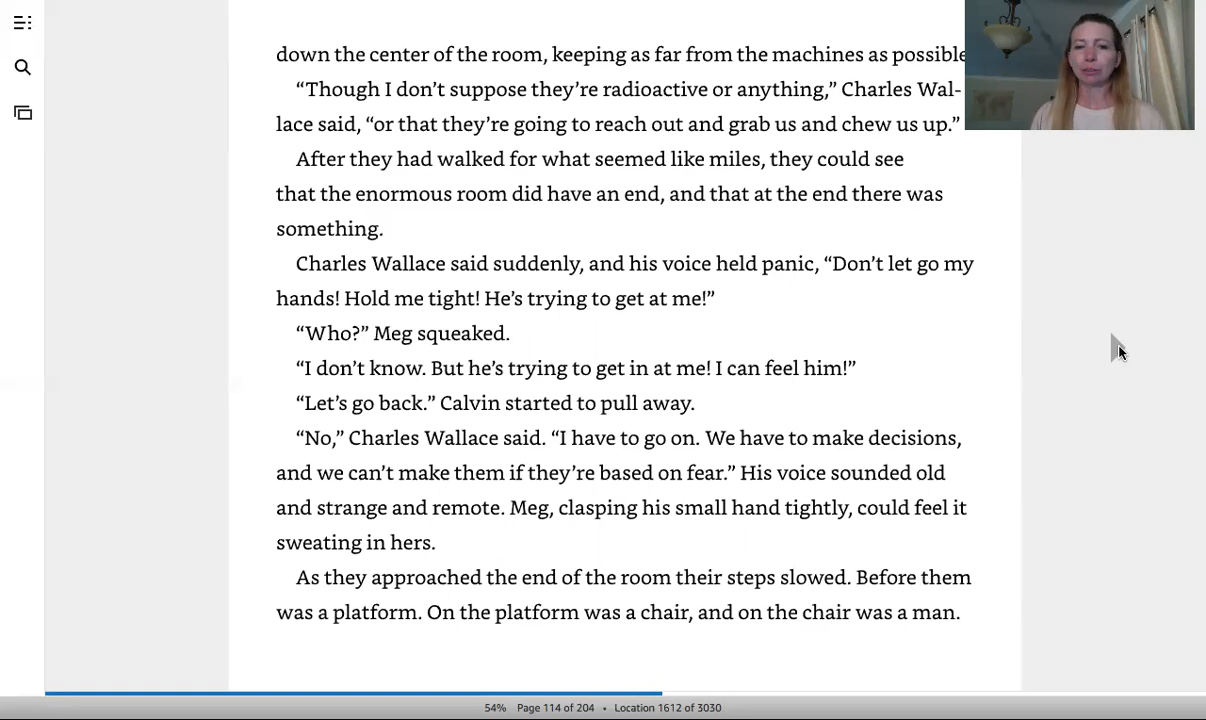 down the center of the room, keeping as far from the machines as possible
“Though I don’t suppose they’re radioactive or anything,” Charles Wal-
lace said, “or that they’re going to reach out and grab us and chew us up.”
After they had walked for what seemed like miles, they could see
that the enormous room did have an end, and that at the end there was
something.
Charles Wallace said suddenly, and his voice held panic, “Don’t let go my
hands! Hold me tight! He’s trying to get at me!”
“Who?” Meg squeaked.
“I don’t know. But he’s trying to get in at me! I can feel him!”
“Let’s go back.” Calvin started to pull away.
“No,” Charles Wallace said. “I have to go on. We have to make decisions,
and we can’t make them if they’re based on fear.” His voice sounded old
and strange and remote. Meg, clasping his small hand tightly, could feel it
sweating in hers.
As they approached the end of the room their steps slowed. Before them
was a platform. On the platform was a chair, and on the chair was a man.
54% Page 114 of 204 • Location 1612 of 3030